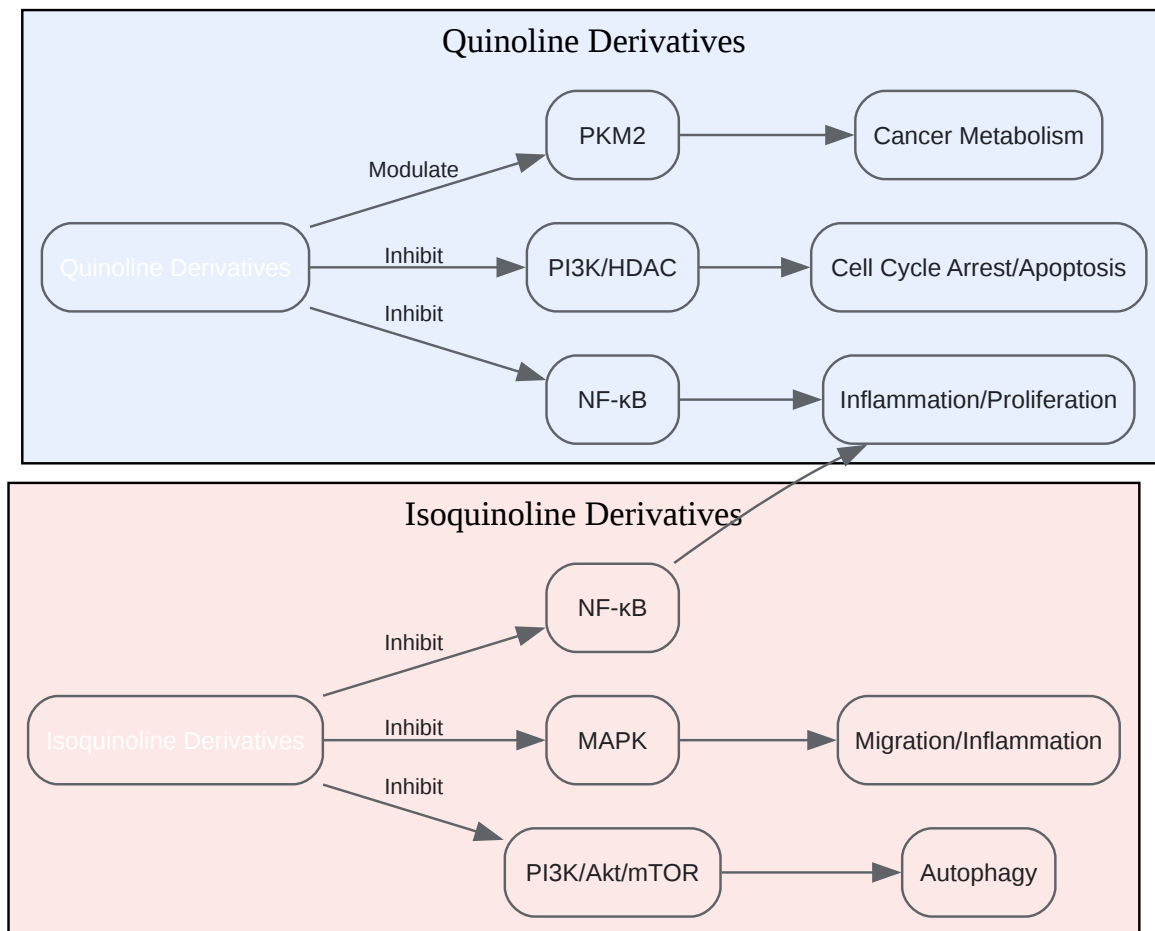 Quinoline Derivatives
PKM2
Cancer Metabolism
Modulate
Quinoline Derivatives
Inhibit
PI3K/HDAC
Cell Cycle Arrest/Apoptosis
Inhibit
NF-κB
Inflammation/Proliferation
Isoquinoline Derivatives
NF-κB
Inhibit
Isoquinoline Derivatives
Inhibit
MAPK
Migration/Inflammation
Inhibit
PI3K/Akt/mTOR
Autophagy